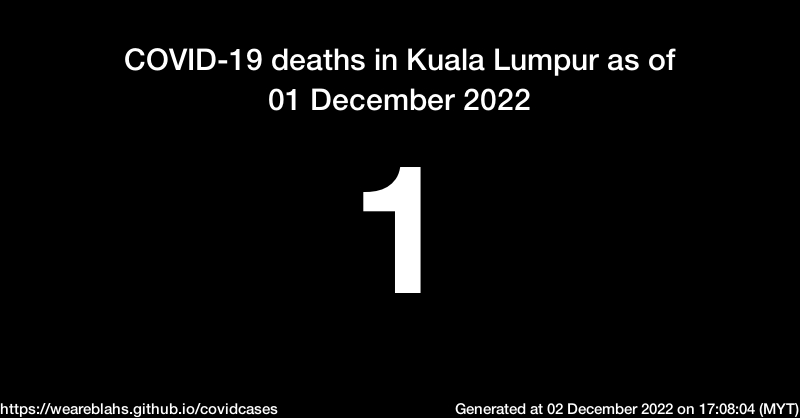 COVID-19 deaths in Kuala Lumpur as of
01 December 2022
1
https://weareblahs.github.io/covidcases
Generated at 02 December 2022 on 17:08:04 (MYT)